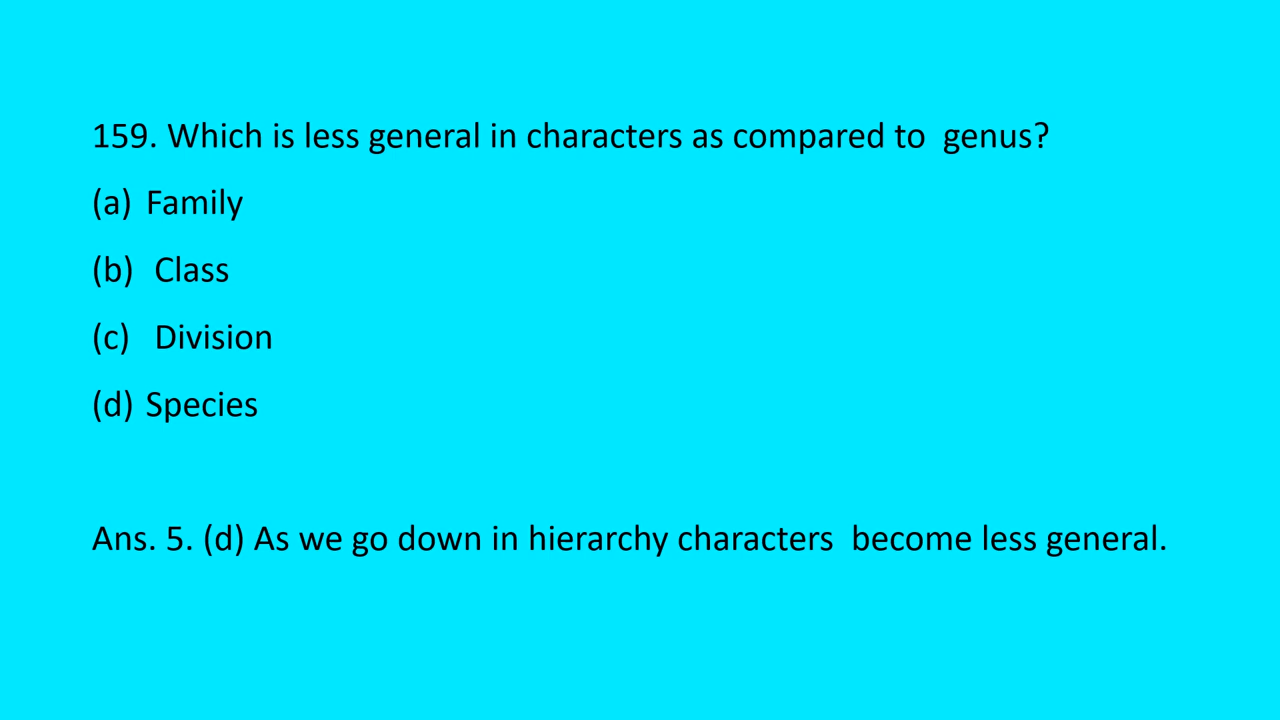 159. Which is less general in characters as compared to  genus?
(a) Family
(b) Class
(c) Division
(d) Species
Ans. 5. (d) As we go down in hierarchy characters  become less general.